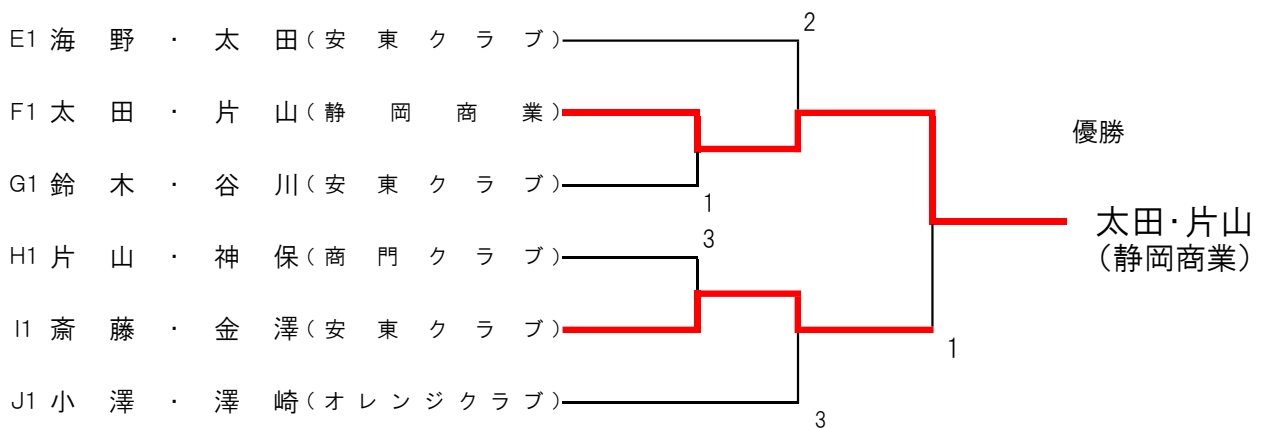 E1 海野・太田(安東クラブ)
2
F1 太田・片山(静岡商業)
優勝
G1 鈴木・谷川(安東クラブ)
1
太田・片山
(静岡商業)
3
H1 片山・神保(商門クラブ)
I1 斎藤・金澤(安東クラブ)
1
J1 小澤・澤崎(オレンジクラブ)
3